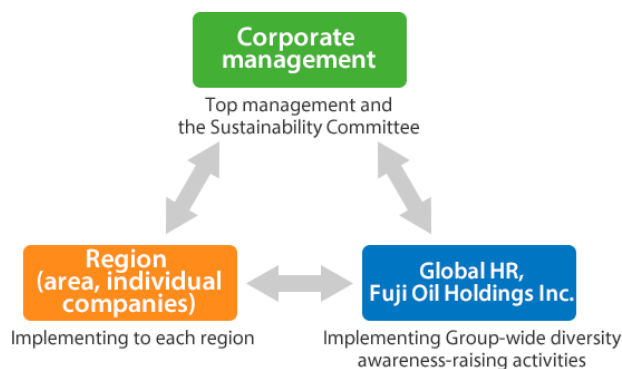 Corporate
management
Top management and
the Sustainability Committee
Region
(area, individual
companies)
Implementing to each region
Global HR,
Fuji Oil Holdings Inc.
Implementing Group-wide diversity
awareness-raising activities